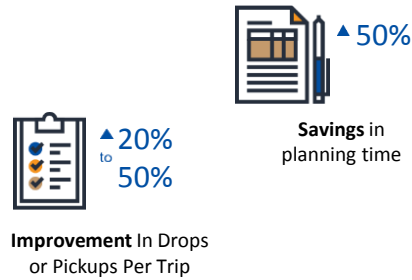 50%
Savings in
planning time
20%
to
50%
Improvement In Drops
or Pickups Per Trip